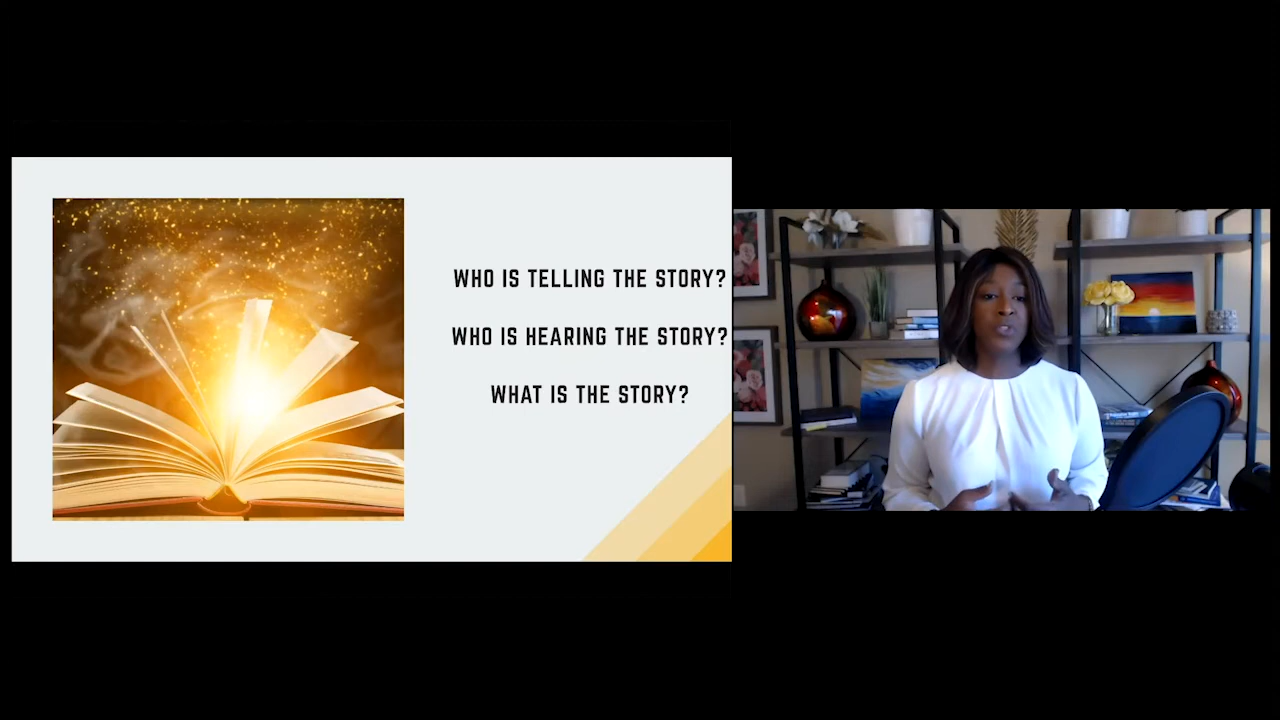 WHO IS TELLING THE STORY?
WHO IS HEARING THE STORY?
WHAT IS THE STORY?